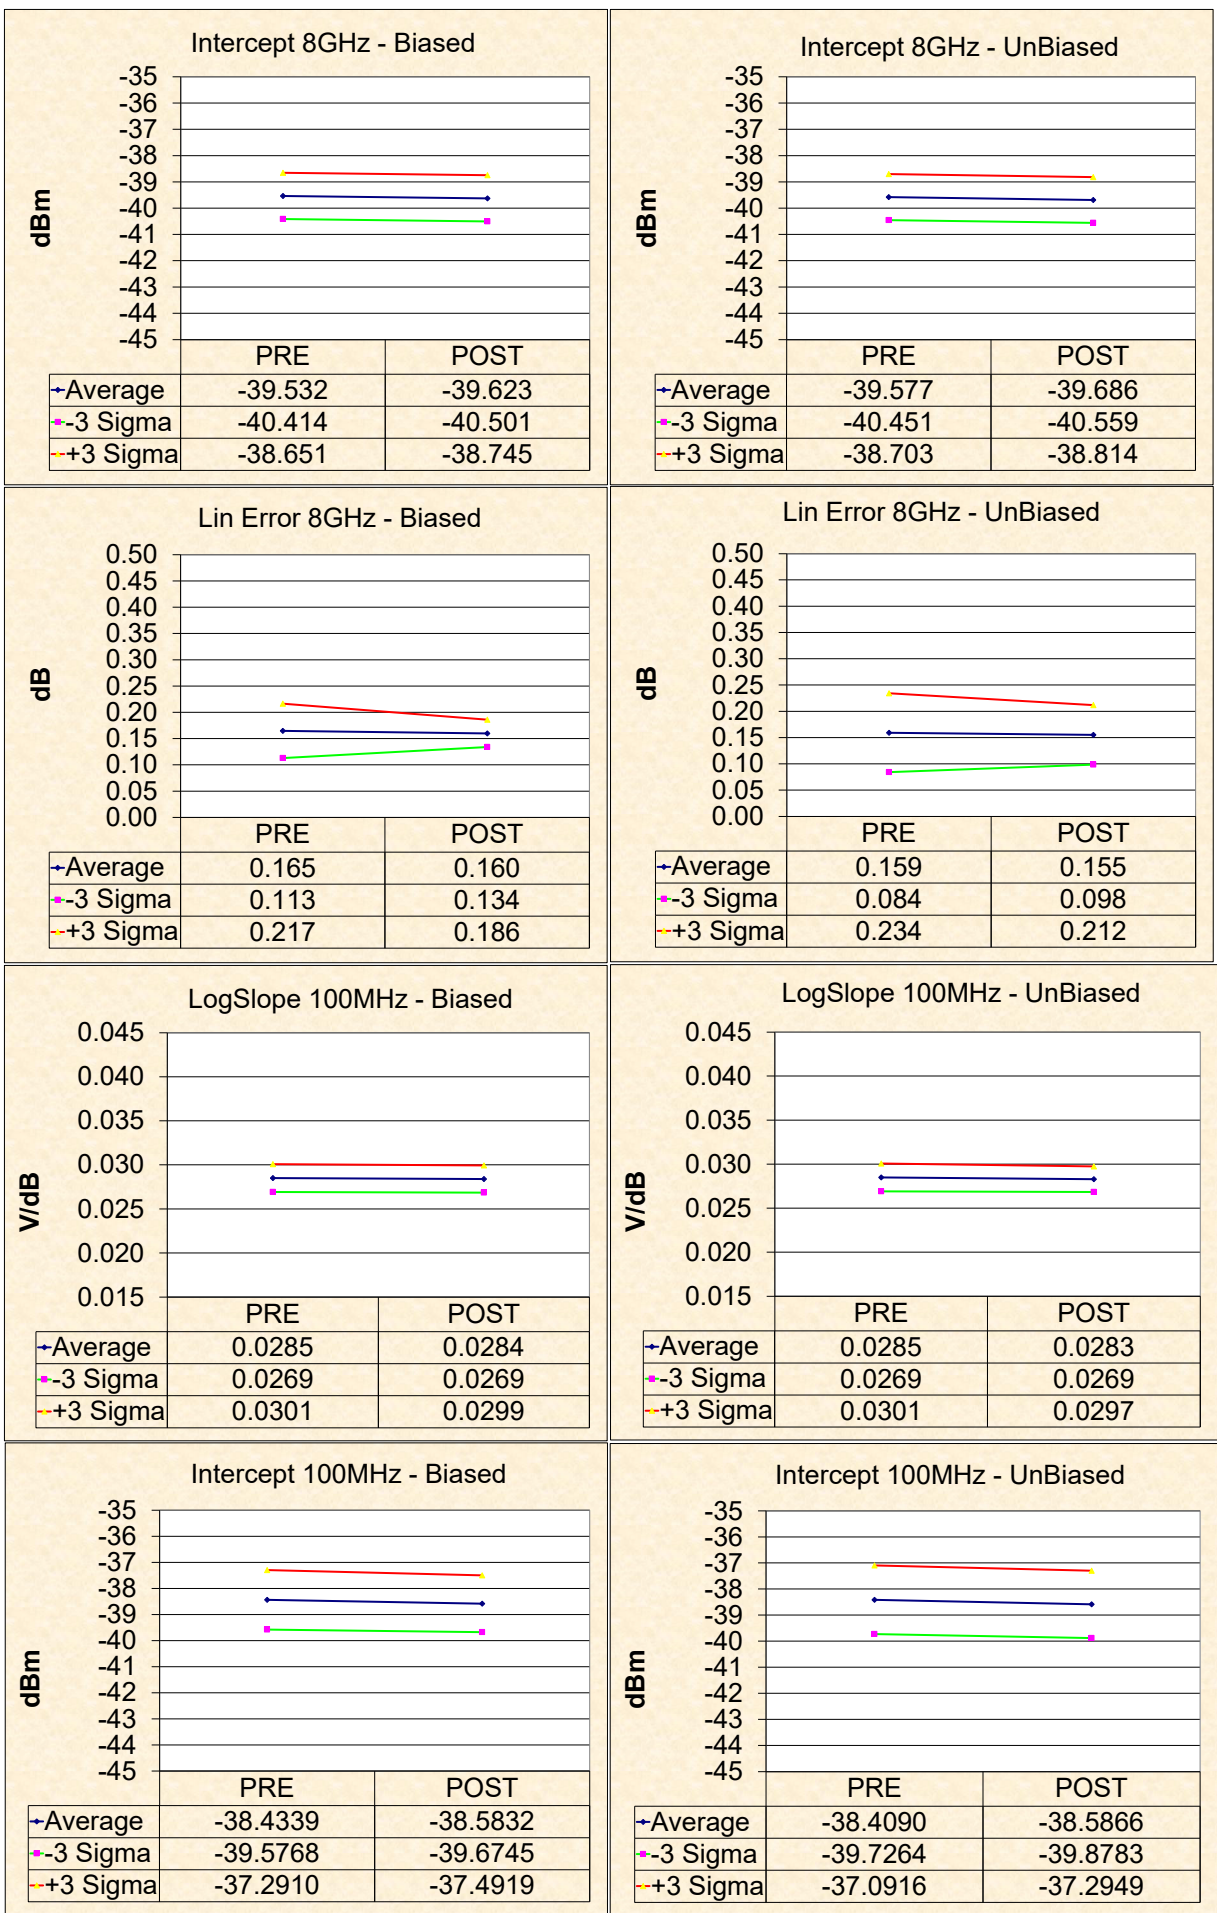 Intercept 8GHz - Biased
-35
-36
-37
-38
-39
-40
-41
-42
-43
-44
-45
dBm
PRE POST
Average -39.532 -39.623
-3 Sigma -40.414 -40.501
+3 Sigma -38.651 -38.745
Intercept 8GHz - UnBiased
-35
-36
-37
-38
-39
-40
-41
-42
-43
-44
-45
dBm
PRE POST
Average -39.577 -39.686
-3 Sigma -40.451 -40.559
+3 Sigma -38.703 -38.814
Lin Error 8GHz - Biased
0.50
0.45
0.40
0.35
0.30
0.25
0.20
0.15
0.10
0.05
0.00
dB
PRE POST
Average 0.165 0.160
-3 Sigma 0.113 0.134
+3 Sigma 0.217 0.186
Lin Error 8GHz - UnBiased
0.50
0.45
0.40
0.35
0.30
0.25
0.20
0.15
0.10
0.05
0.00
dB
PRE POST
Average 0.159 0.155
-3 Sigma 0.084 0.098
+3 Sigma 0.234 0.212
LogSlope 100MHz - Biased
0.045
0.040
0.035
0.030
0.025
0.020
0.015
V/dB
PRE POST
Average 0.0285 0.0284
-3 Sigma 0.0269 0.0269
+3 Sigma 0.0301 0.0299
LogSlope 100MHz - UnBiased
0.045
0.040
0.035
0.030
0.025
0.020
0.015
V/dB
PRE POST
Average 0.0285 0.0283
-3 Sigma 0.0269 0.0269
+3 Sigma 0.0301 0.0297
Intercept 100MHz - Biased
-35
-36
-37
-38
-39
-40
-41
-42
-43
-44
-45
dBm
PRE POST
Average -38.4339 -38.5832
-3 Sigma -39.5768 -39.6745
+3 Sigma -37.2910 -37.4919
Intercept 100MHz - UnBiased
-35
-36
-37
-38
-39
-40
-41
-42
-43
-44
-45
dBm
PRE POST
Average -38.4090 -38.5866
-3 Sigma -39.7264 -39.8783
+3 Sigma -37.0916 -37.2949